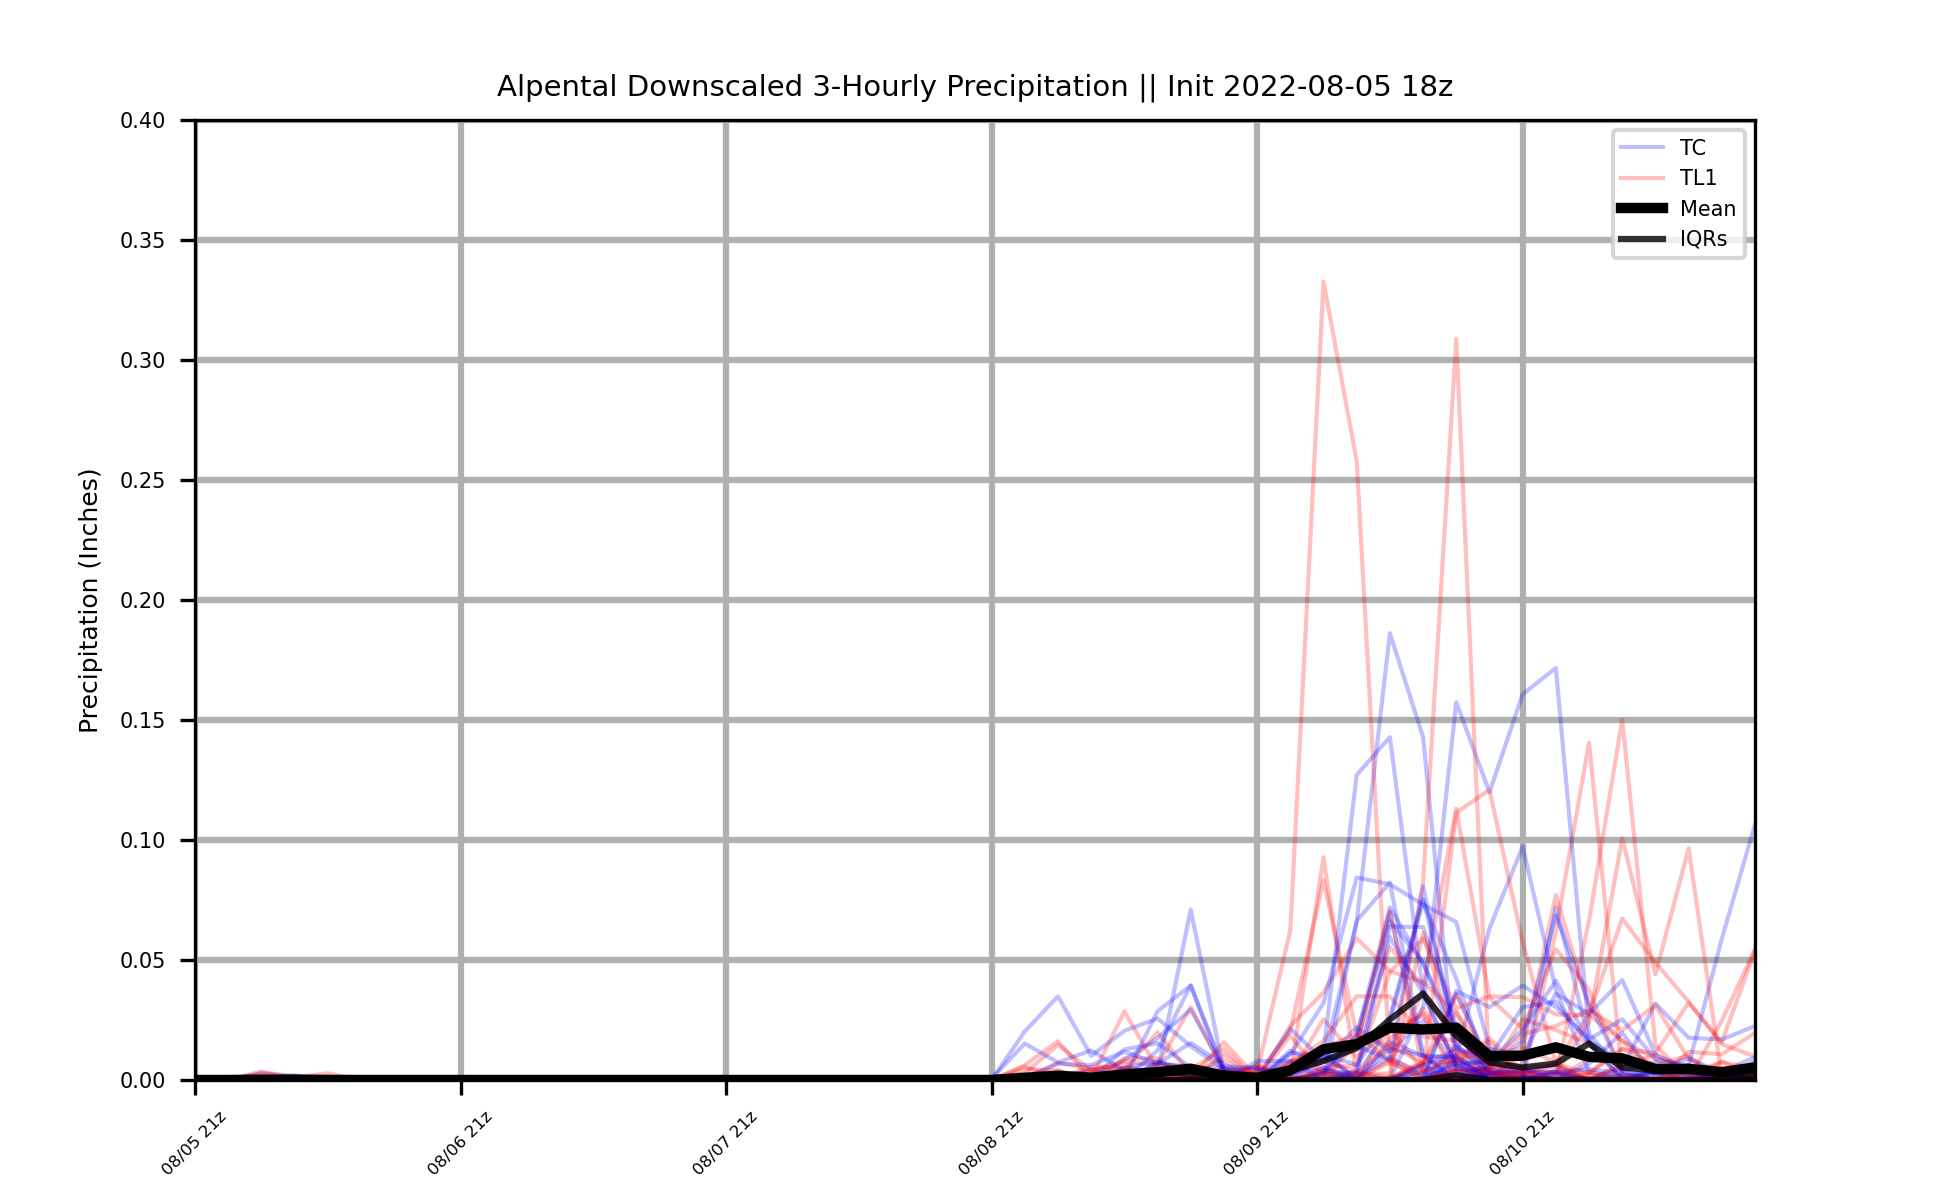 Alpental Downscaled 3-Hourly Precipitation || Init 2022-08-05 18z
TC
TL1
Mean
IQRs
Precipitation (Inches)
0.40
0.35
0.30
0.25
0.20
0.15
0.10
0.05
0.00
08/05 21z
08/06 21z
08/07 21z
08/08 21z
08/09 21z
08/10 21z